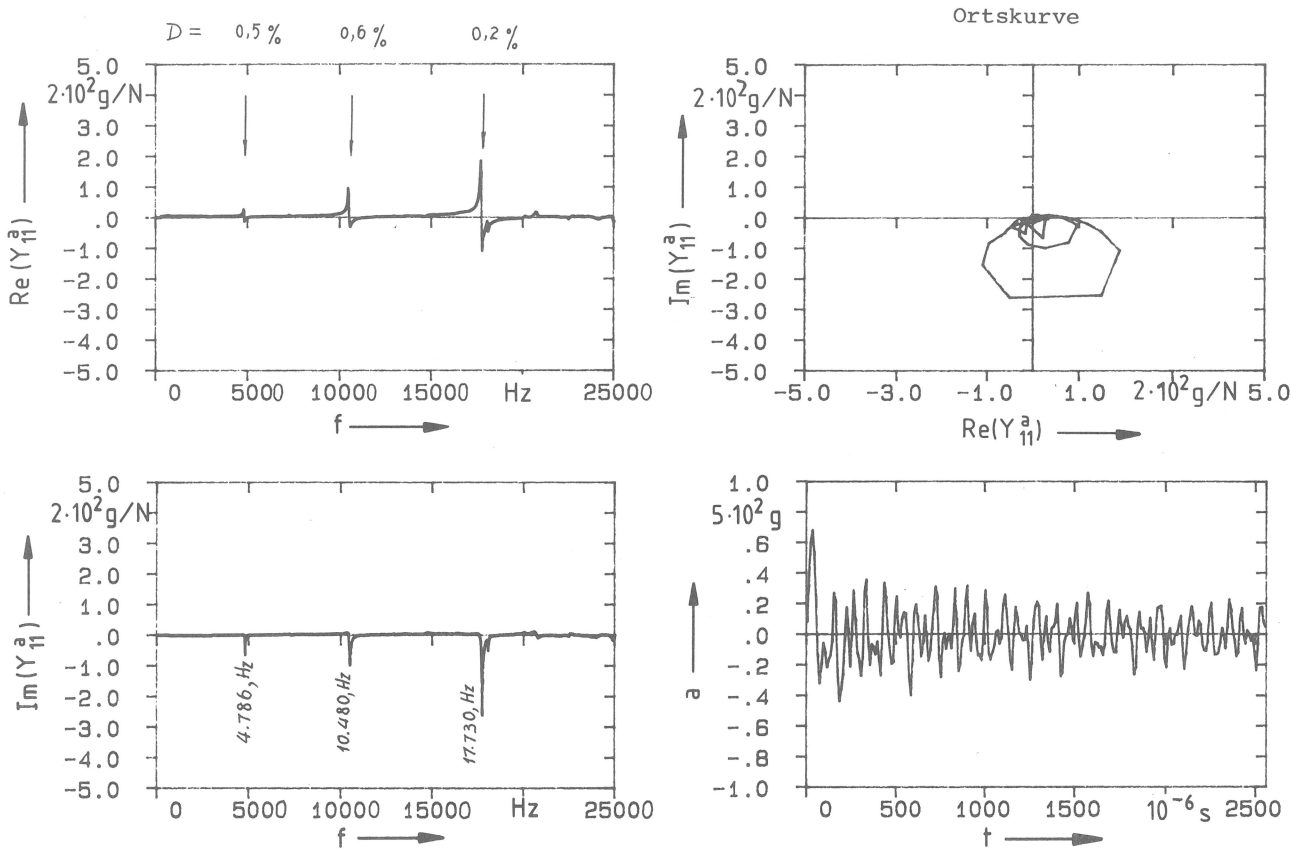 D = 0,5 % 0,6 % 0,2 %
5.0
2·10²g/N
3.0
2.0
1.0
.0
-1.0
-2.0
-3.0
-4.0
-5.0
Re(Y₁₁ᵃ)
0 5000 10000 15000 Hz 25000
f
Ortskurve
5.0
2·10²g/N
3.0
2.0
1.0
.0
-1.0
-2.0
-3.0
-4.0
-5.0
Im(Y₁₁ᵃ)
-5.0 -3.0 -1.0 1.0 2·10²g/N 5.0
Re(Y₁₁ᵃ)
5.0
2·10²g/N
3.0
2.0
1.0
.0
-1.0
-2.0
-3.0
-4.0
-5.0
Im(Y₁₁ᵃ)
4.786,Hz
10.480,Hz
17.730,Hz
0 5000 10000 15000 Hz 25000
f
1.0
5·10²g
.6
.4
.2
.0
-.2
-.4
-.6
-.8
-1.0
a
0 500 1000 1500 10⁻⁶s 2500
t